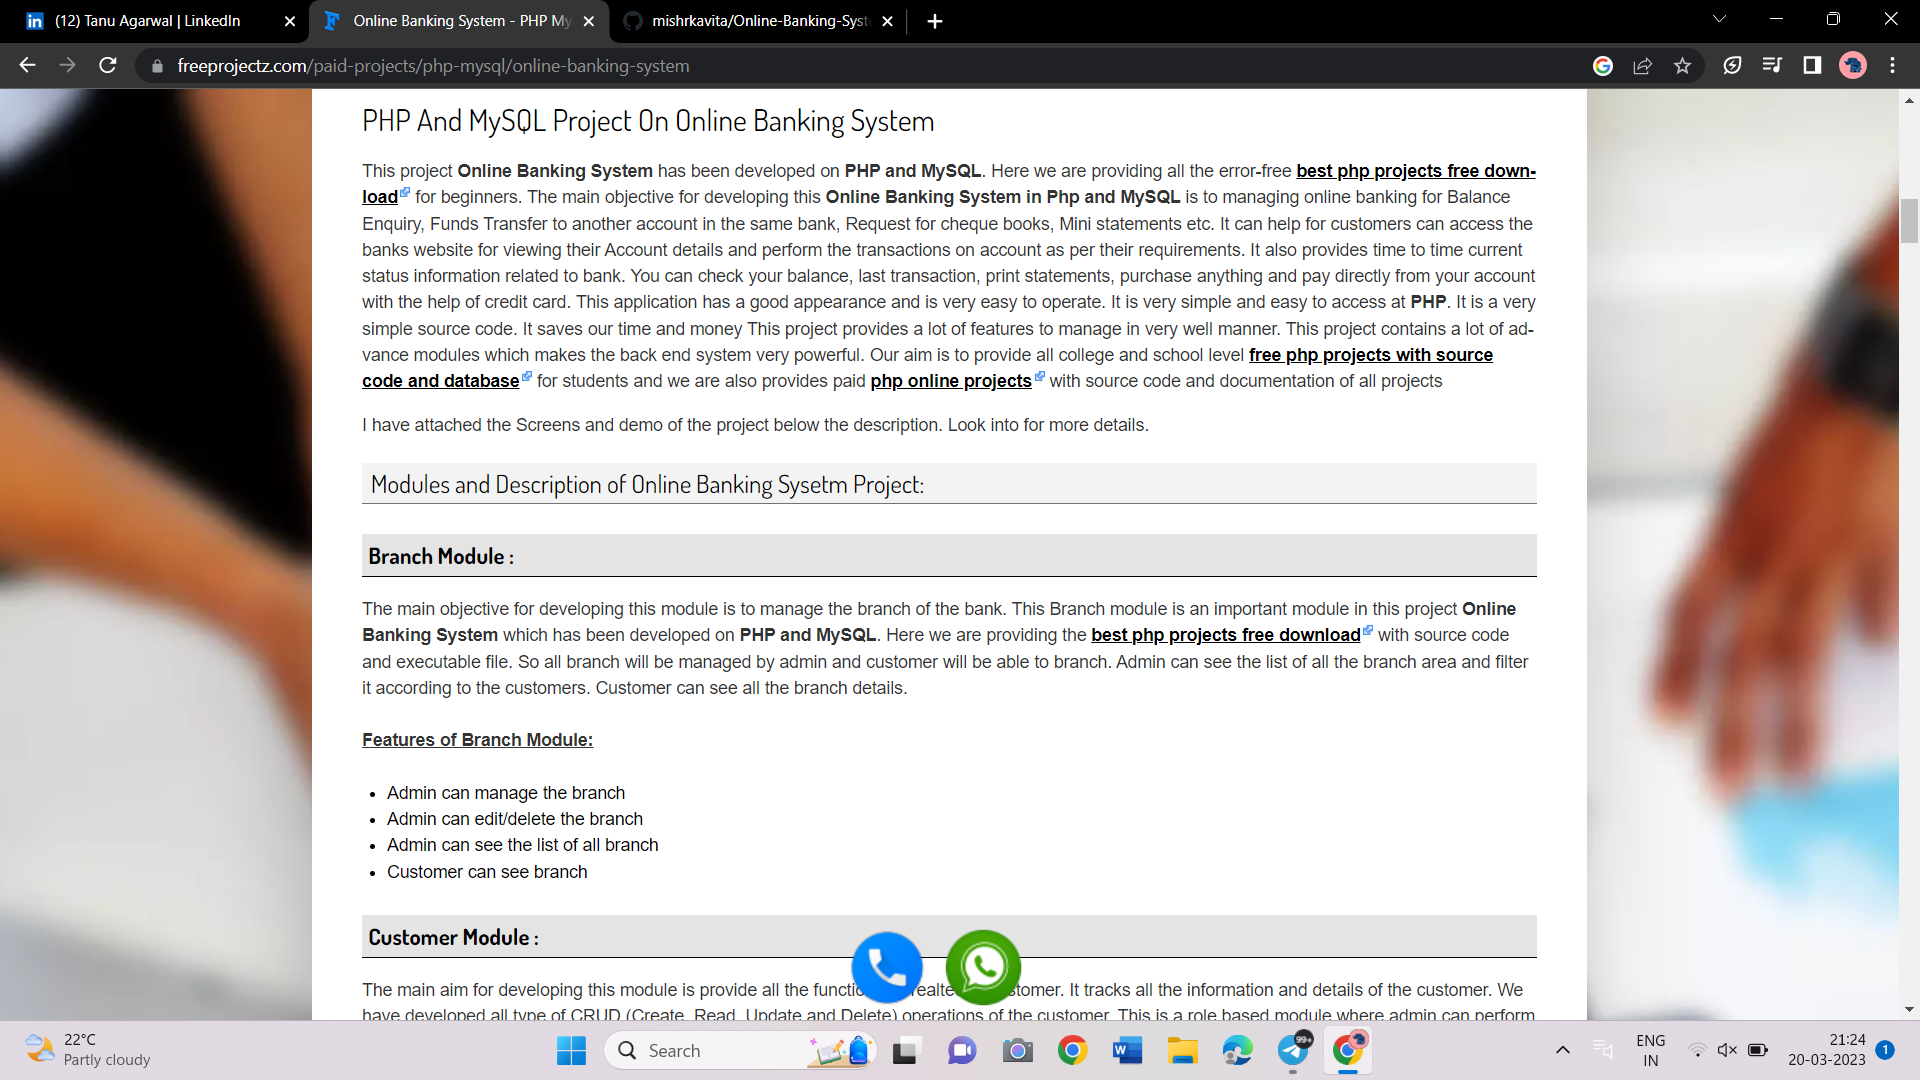 (12) Tanu Agarwal | LinkedIn
Online Banking System - PHP My
mishrkavita/Online-Banking-Syst
freeprojectz.com/paid-projects/php-mysql/online-banking-system
PHP And MySQL Project On Online Banking System
This project Online Banking System has been developed on PHP and MySQL. Here we are providing all the error-free best php projects free down-
load for beginners. The main objective for developing this Online Banking System in Php and MySQL is to managing online banking for Balance
Enquiry, Funds Transfer to another account in the same bank, Request for cheque books, Mini statements etc. It can help for customers can access the
banks website for viewing their Account details and perform the transactions on account as per their requirements. It also provides time to time current
status information related to bank. You can check your balance, last transaction, print statements, purchase anything and pay directly from your account
with the help of credit card. This application has a good appearance and is very easy to operate. It is very simple and easy to access at PHP. It is a very
simple source code. It saves our time and money This project provides a lot of features to manage in very well manner. This project contains a lot of ad-
vance modules which makes the back end system very powerful. Our aim is to provide all college and school level free php projects with source
code and database for students and we are also provides paid php online projects with source code and documentation of all projects
I have attached the Screens and demo of the project below the description. Look into for more details.
Modules and Description of Online Banking Sysetm Project:
Branch Module :
The main objective for developing this module is to manage the branch of the bank. This Branch module is an important module in this project Online
Banking System which has been developed on PHP and MySQL. Here we are providing the best php projects free download with source code
and executable file. So all branch will be managed by admin and customer will be able to branch. Admin can see the list of all the branch area and filter
it according to the customers. Customer can see all the branch details.
Features of Branch Module:
• Admin can manage the branch
• Admin can edit/delete the branch
• Admin can see the list of all branch
• Customer can see branch
Customer Module :
The main aim for developing this module is provide all the functio realte stomer. It tracks all the information and details of the customer. We
have developed all type of CRUD (Create, Read, Update and Delete) operations of the customer. This is a role based module where admin can perform
22°C
Partly cloudy
Search
99+
ENG
IN
21:24
20-03-2023
1